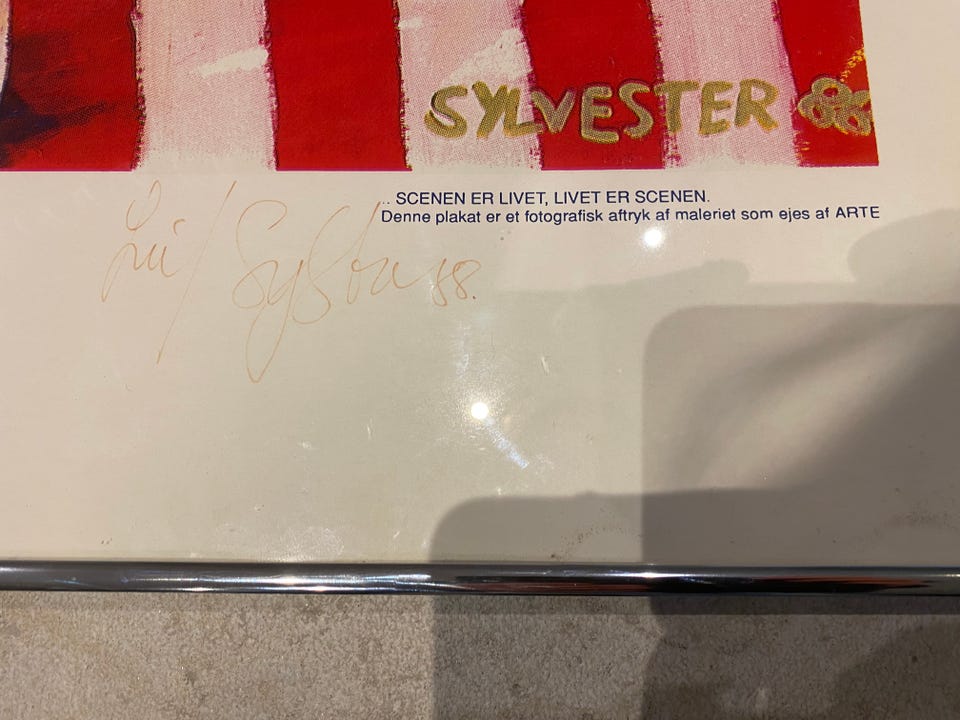 SYLVESTER 88
.. SCENEN ER LIVET, LIVET ER SCENEN.
Denne plakat er et fotografisk aftryk af maleriet som ejes af ARTE